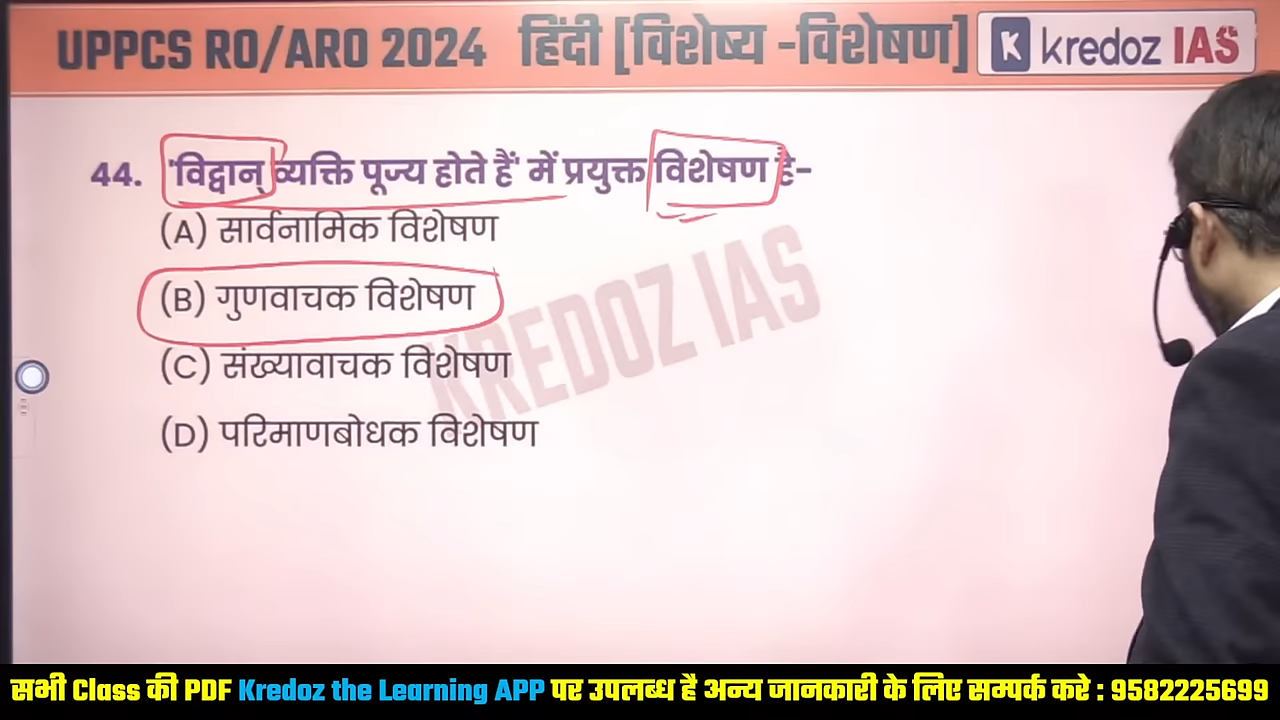 UPPCS RO/ARO 2024 हिंदी [विशेष्य -विशेषण]
K kredoz IAS
44. 'विद्वान् व्यक्ति पूज्य होते हैं' में प्रयुक्त विशेषण है-
(A) सार्वनामिक विशेषण
(B) गुणवाचक विशेषण
(C) संख्यावाचक विशेषण
(D) परिमाणबोधक विशेषण
KREDOZ IAS
सभी Class की PDF Kredoz the Learning APP पर उपलब्ध है अन्य जानकारी के लिए सम्पर्क करे : 9582225699